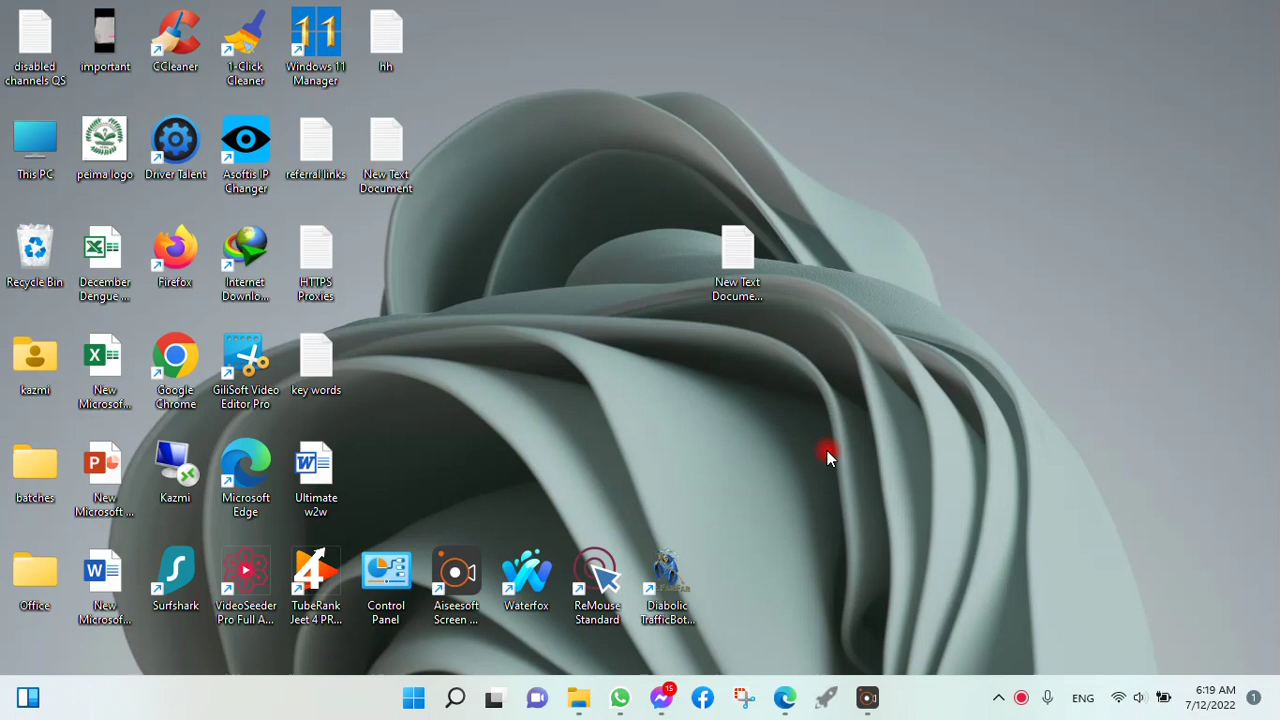 disabled
channels QS
important
CCleaner
1-Click
Cleaner
11
Windows 11
Manager
hh
This PC
peima logo
Driver Talent
Asoftis IP
Changer
referral links
New Text
Document
Recycle Bin
December
Dengue ...
Firefox
Internet
Downlo...
HTTPS
Proxies
New Text
Docume...
kazmi
New
Microsof...
Google
Chrome
GiliSoft Video
Editor Pro
key words
batches
New
Microsoft ...
Kazmi
Microsoft
Edge
Ultimate
w2w
Office
New
Microsof...
Surfshark
VideoSeeder
Pro Full A...
4
TubeRank
Jeet 4 PR...
Control
Panel
Aiseesoft
Screen ...
Waterfox
ReMouse
Standard
Diabolic
TrafficBot...
15
ENG
6:19 AM
7/12/2022
1